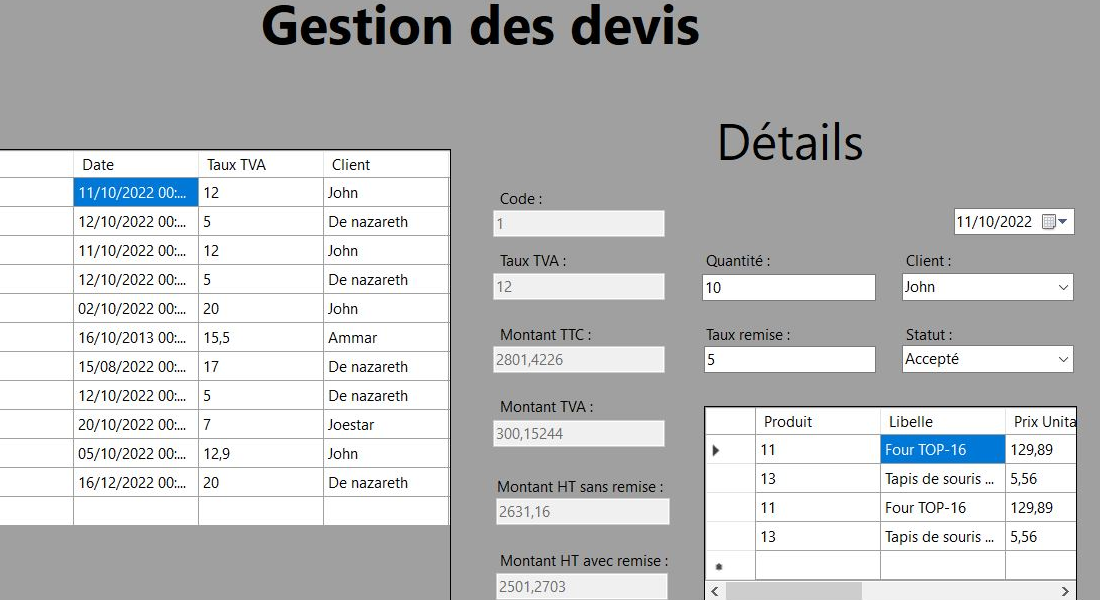 Gestion des devis
Date Taux TVA Client
11/10/2022 00:... 12 John
12/10/2022 00:... 5 De nazareth
11/10/2022 00:... 12 John
12/10/2022 00:... 5 De nazareth
02/10/2022 00:... 20 John
16/10/2013 00:... 15,5 Ammar
15/08/2022 00:... 17 De nazareth
12/10/2022 00:... 5 De nazareth
20/10/2022 00:... 7 Joestar
05/10/2022 00:... 12,9 John
16/12/2022 00:... 20 De nazareth
Détails
Code :
1
11/10/2022
Taux TVA : Quantité : Client :
12 10 John
Montant TTC : Taux remise : Statut :
2801,4226 5 Accepté
Montant TVA :
300,15244
Montant HT sans remise :
2631,16
Montant HT avec remise :
2501,2703
Produit Libelle Prix Unita
11 Four TOP-16 129,89
13 Tapis de souris ... 5,56
11 Four TOP-16 129,89
13 Tapis de souris ... 5,56